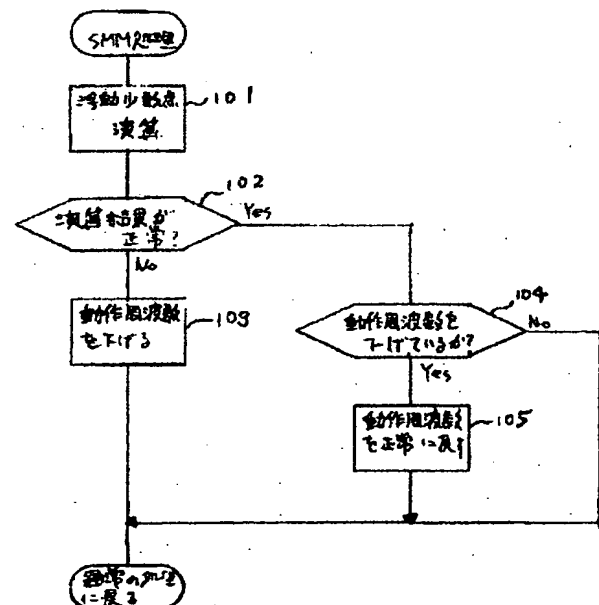 SMM処理
浮動少数点
演算
101
演算結果が
正常?
102
Yes
No
動作周波数
を下げる
103
動作周波数を
下げているか?
104
No
Yes
動作周波数
を正常に戻す
105
通常の処理
に戻る